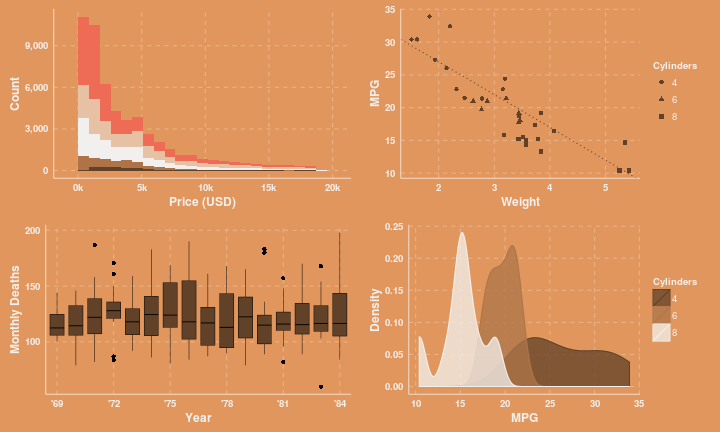 Count
9,000
6,000
3,000
0
0k
5k
10k
15k
20k
Price (USD)
MPG
35
30
25
20
15
10
2
3
4
5
Weight
Cylinders
4
6
8
Monthly Deaths
200
150
100
'69
'72
'75
'78
'81
'84
Year
Density
0.25
0.20
0.15
0.10
0.05
0.00
10
15
20
25
30
35
MPG
Cylinders
4
6
8